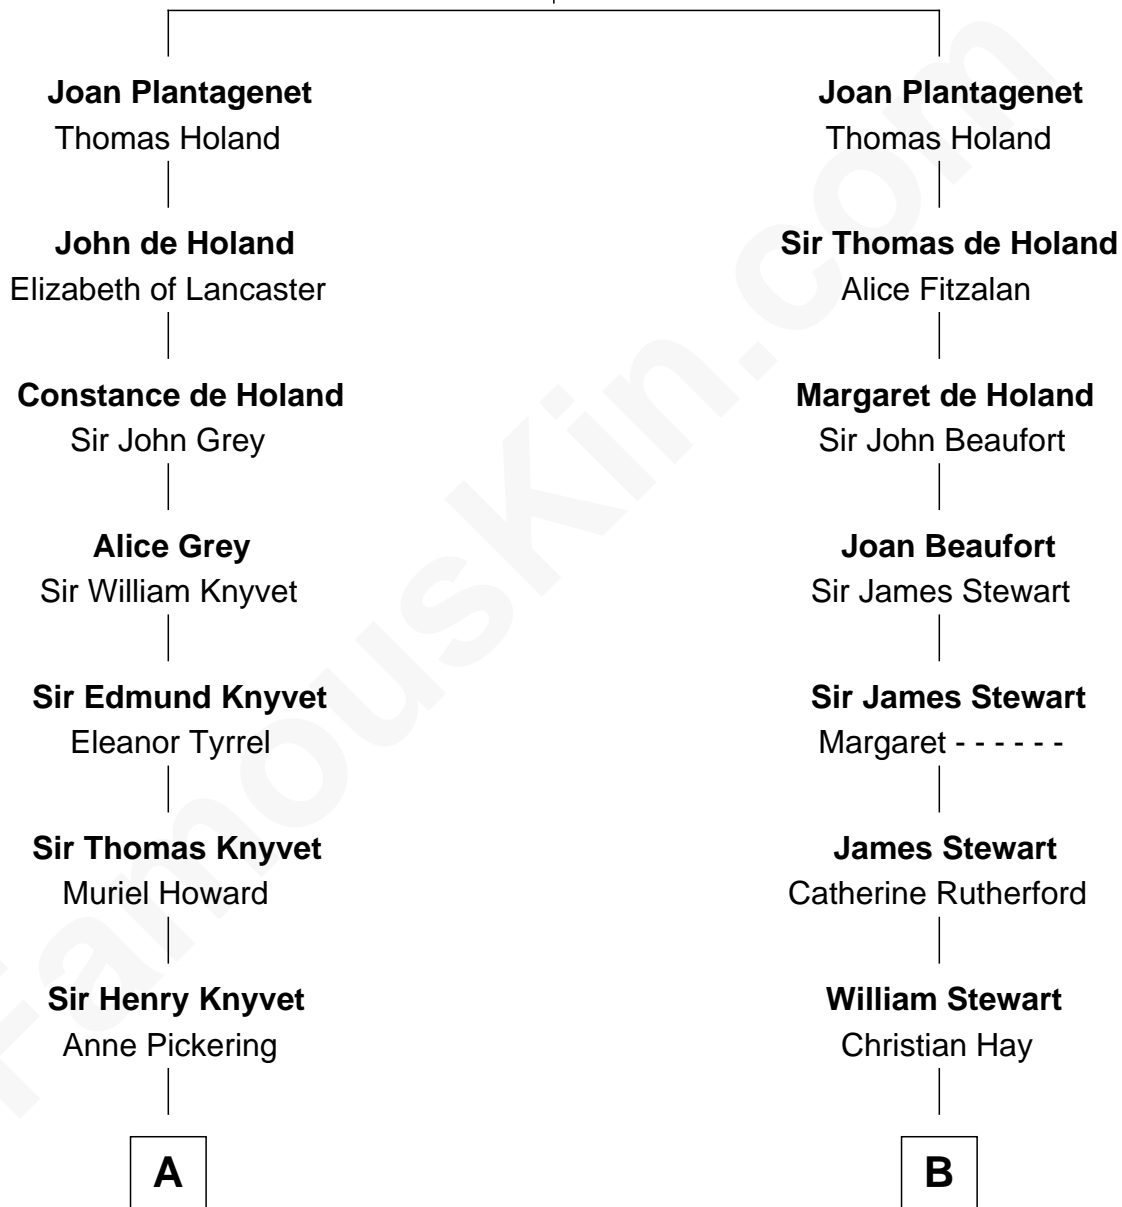 Joan Plantagenet
Thomas Holand
John de Holand
Elizabeth of Lancaster
Constance de Holand
Sir John Grey
Alice Grey
Sir William Knyvet
Sir Edmund Knyvet
Eleanor Tyrrel
Sir Thomas Knyvet
Muriel Howard
Sir Henry Knyvet
Anne Pickering
A
Joan Plantagenet
Thomas Holand
Sir Thomas de Holand
Alice Fitzalan
Margaret de Holand
Sir John Beaufort
Joan Beaufort
Sir James Stewart
Sir James Stewart
Margaret - - - - - -
James Stewart
Catherine Rutherford
William Stewart
Christian Hay
B
FamousKin.com